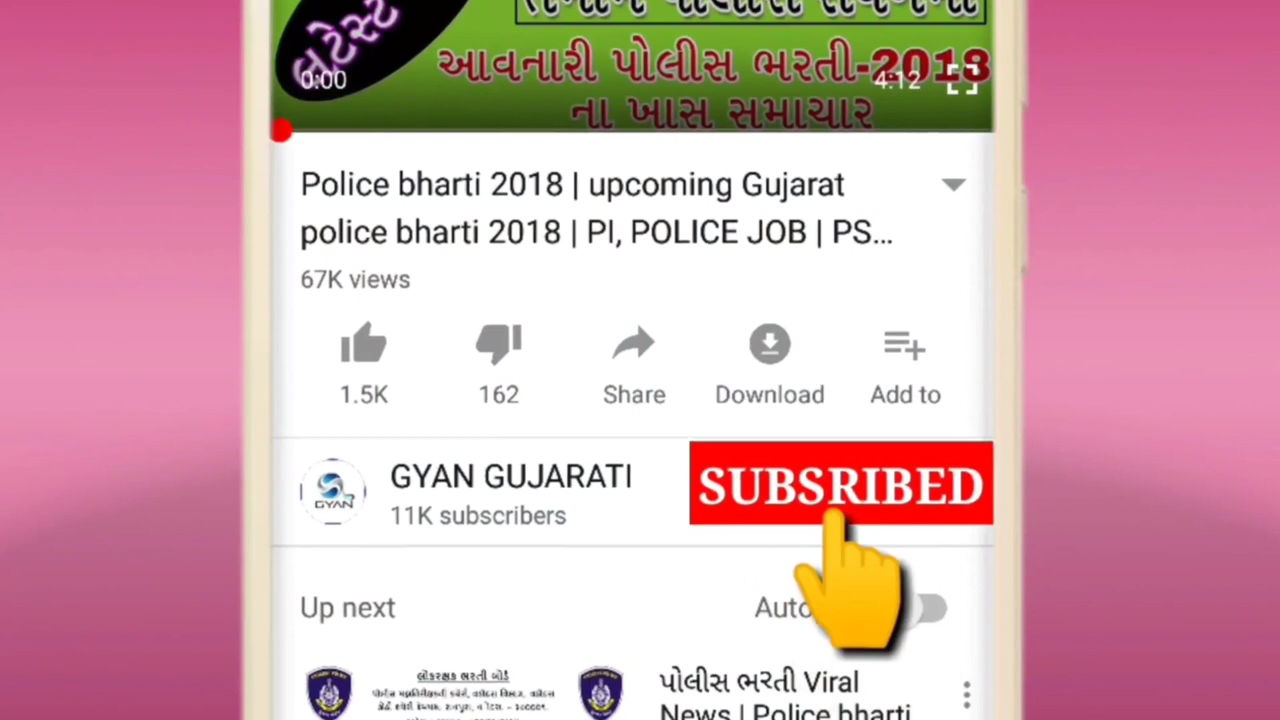 લેટેસ્ટ
આવનારી પોલીસ ભરતી-2018
0:00
4:12
ના ખાસ સમાચાર
Police bharti 2018 | upcoming Gujarat
police bharti 2018 | PI, POLICE JOB | PS...
67K views
1.5K
162
Share
Download
Add to
GYAN
GYAN GUJARATI
11K subscribers
SUBSRIBED
Up next
Auto
લોકરક્ષક ભરતી બોર્ડ
પોલીસ ભરતી Viral
News | Police bharti